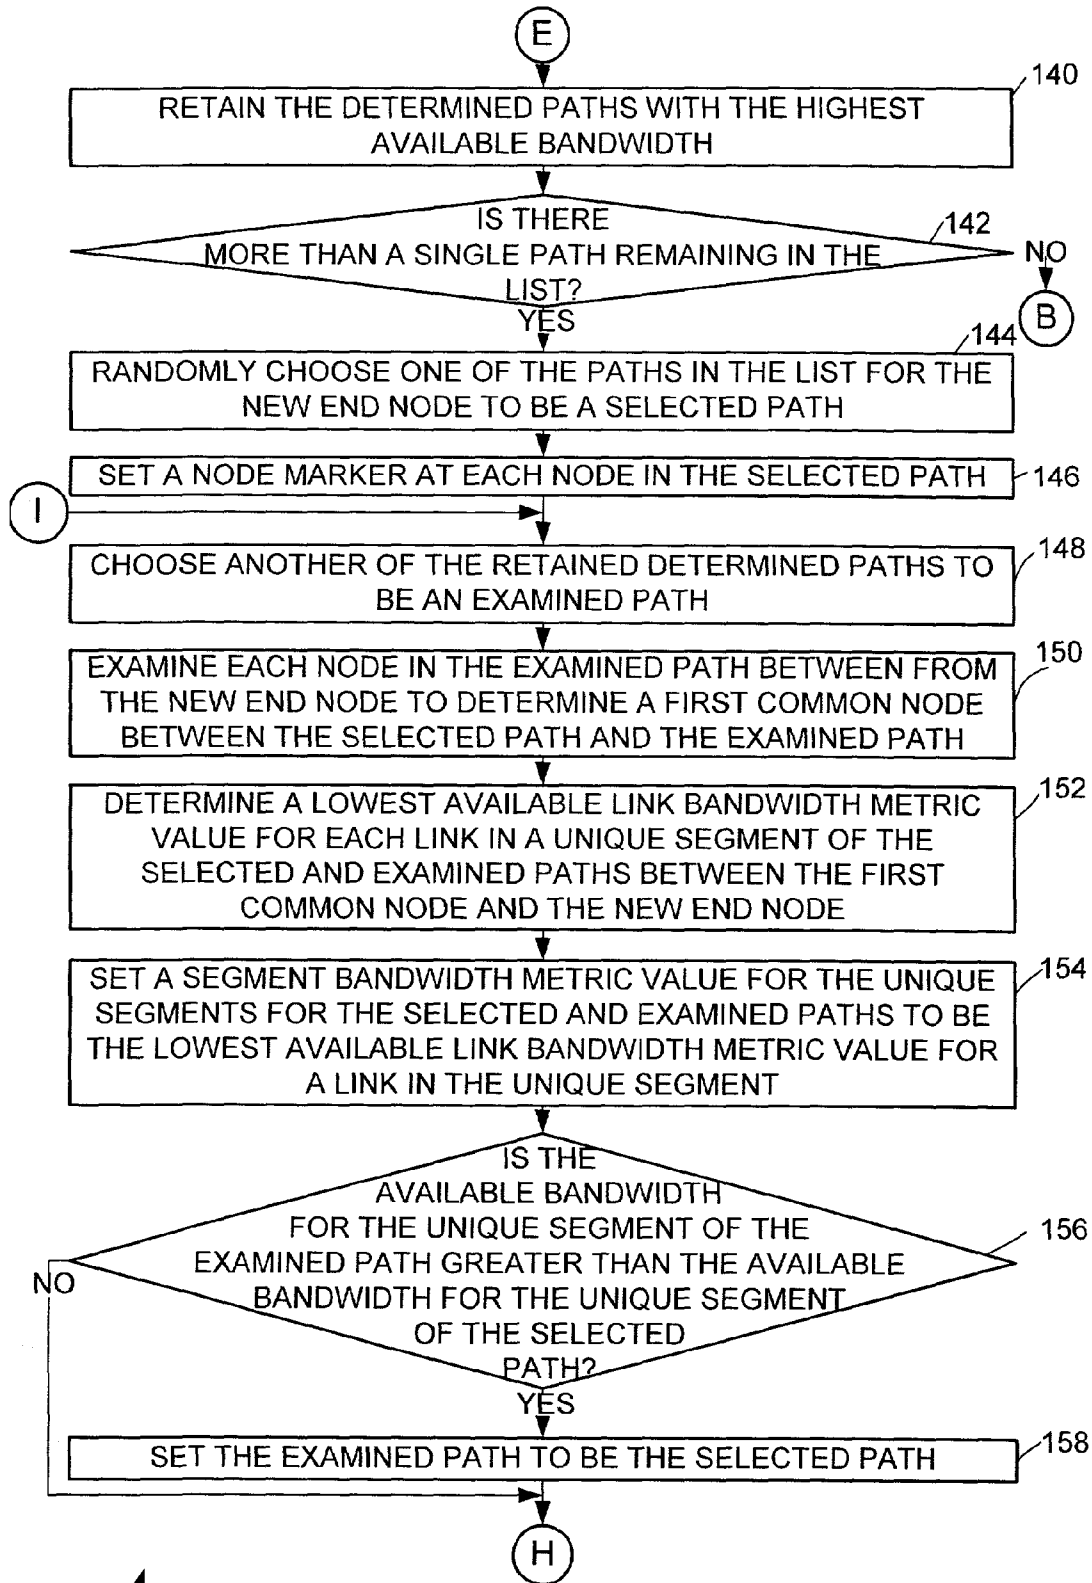 E
140
RETAIN THE DETERMINED PATHS WITH THE HIGHEST
AVAILABLE BANDWIDTH
IS THERE
142
MORE THAN A SINGLE PATH REMAINING IN THE
NO
LIST?
B
YES
144
RANDOMLY CHOOSE ONE OF THE PATHS IN THE LIST FOR THE
NEW END NODE TO BE A SELECTED PATH
SET A NODE MARKER AT EACH NODE IN THE SELECTED PATH
146
I
148
CHOOSE ANOTHER OF THE RETAINED DETERMINED PATHS TO
BE AN EXAMINED PATH
150
EXAMINE EACH NODE IN THE EXAMINED PATH BETWEEN FROM
THE NEW END NODE TO DETERMINE A FIRST COMMON NODE
BETWEEN THE SELECTED PATH AND THE EXAMINED PATH
152
DETERMINE A LOWEST AVAILABLE LINK BANDWIDTH METRIC
VALUE FOR EACH LINK IN A UNIQUE SEGMENT OF THE
SELECTED AND EXAMINED PATHS BETWEEN THE FIRST
COMMON NODE AND THE NEW END NODE
154
SET A SEGMENT BANDWIDTH METRIC VALUE FOR THE UNIQUE
SEGMENTS FOR THE SELECTED AND EXAMINED PATHS TO BE
THE LOWEST AVAILABLE LINK BANDWIDTH METRIC VALUE FOR
A LINK IN THE UNIQUE SEGMENT
IS THE
AVAILABLE BANDWIDTH
FOR THE UNIQUE SEGMENT OF THE
156
EXAMINED PATH GREATER THAN THE AVAILABLE
NO
BANDWIDTH FOR THE UNIQUE SEGMENT
OF THE SELECTED
PATH?
YES
SET THE EXAMINED PATH TO BE THE SELECTED PATH
158
H